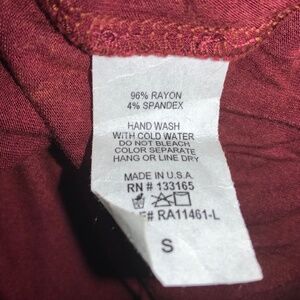 96% RAYON
4% SPANDEX
HAND WASH
WITH COLD WATER
DO NOT BLEACH
COLOR SEPARATE
HANG OR LINE DRY
MADE IN U.S.A.
RN # 133165
# RA11461-L
S